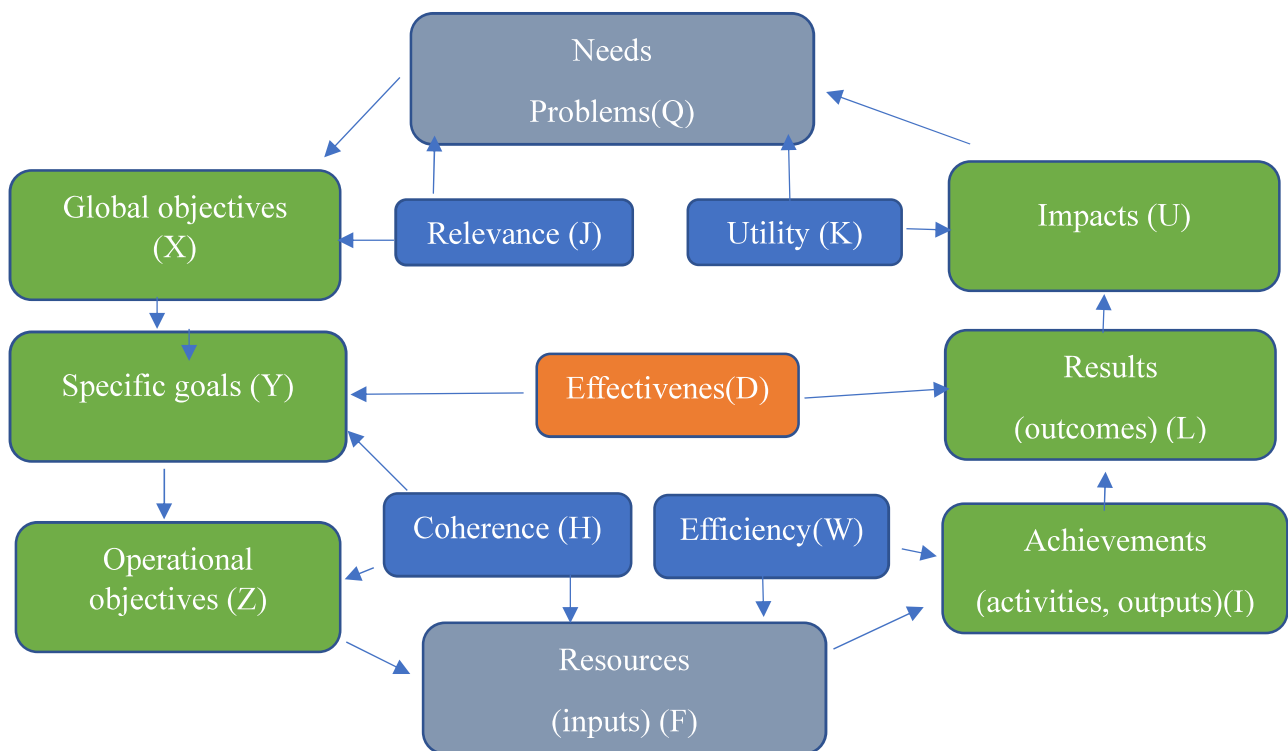 Needs
Problems(Q)
Global objectives
(X)
Relevance (J)
Utility (K)
Impacts (U)
Specific goals (Y)
Effectivenes(D)
Results
(outcomes) (L)
Operational
objectives (Z)
Coherence (H)
Efficiency(W)
Achievements
(activities, outputs)(I)
Resources
(inputs) (F)